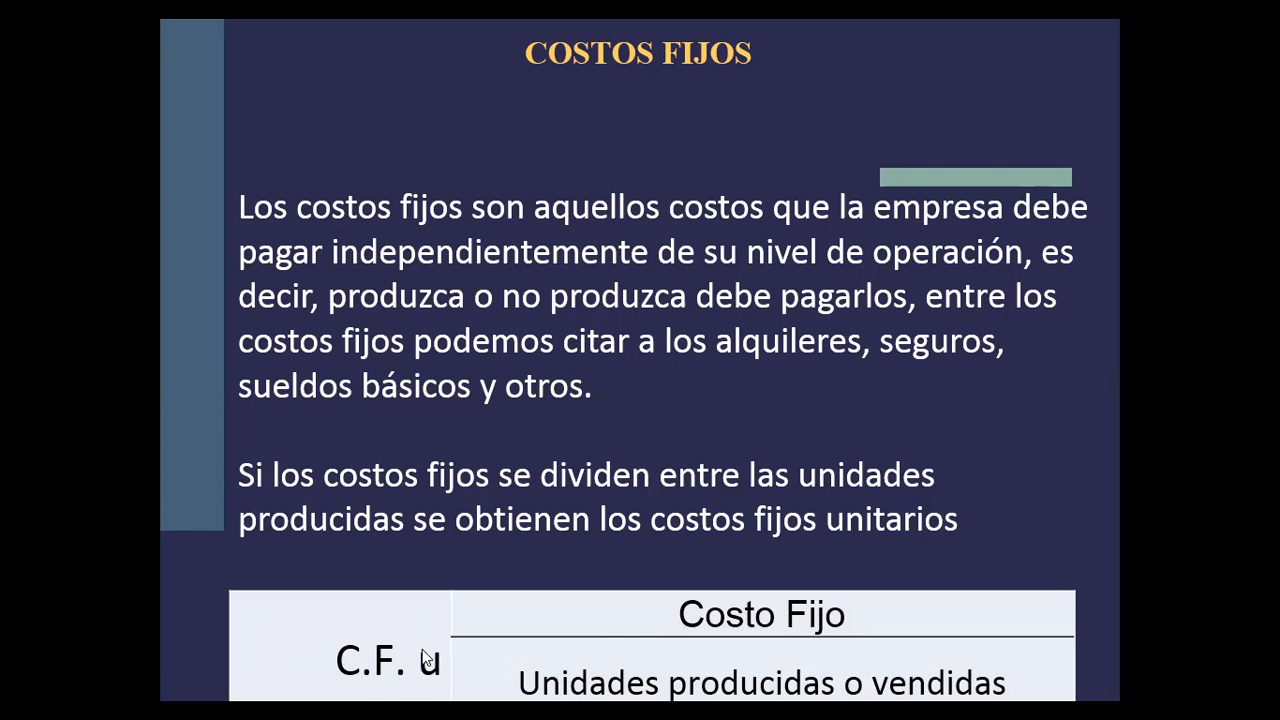 COSTOS FIJOS
Los costos fijos son aquellos costos que la empresa debe
pagar independientemente de su nivel de operación, es
decir, produzca o no produzca debe pagarlos, entre los
costos fijos podemos citar a los alquileres, seguros,
sueldos básicos y otros.
Si los costos fijos se dividen entre las unidades
producidas se obtienen los costos fijos unitarios
Costo Fijo
C.F. u
Unidades producidas o vendidas